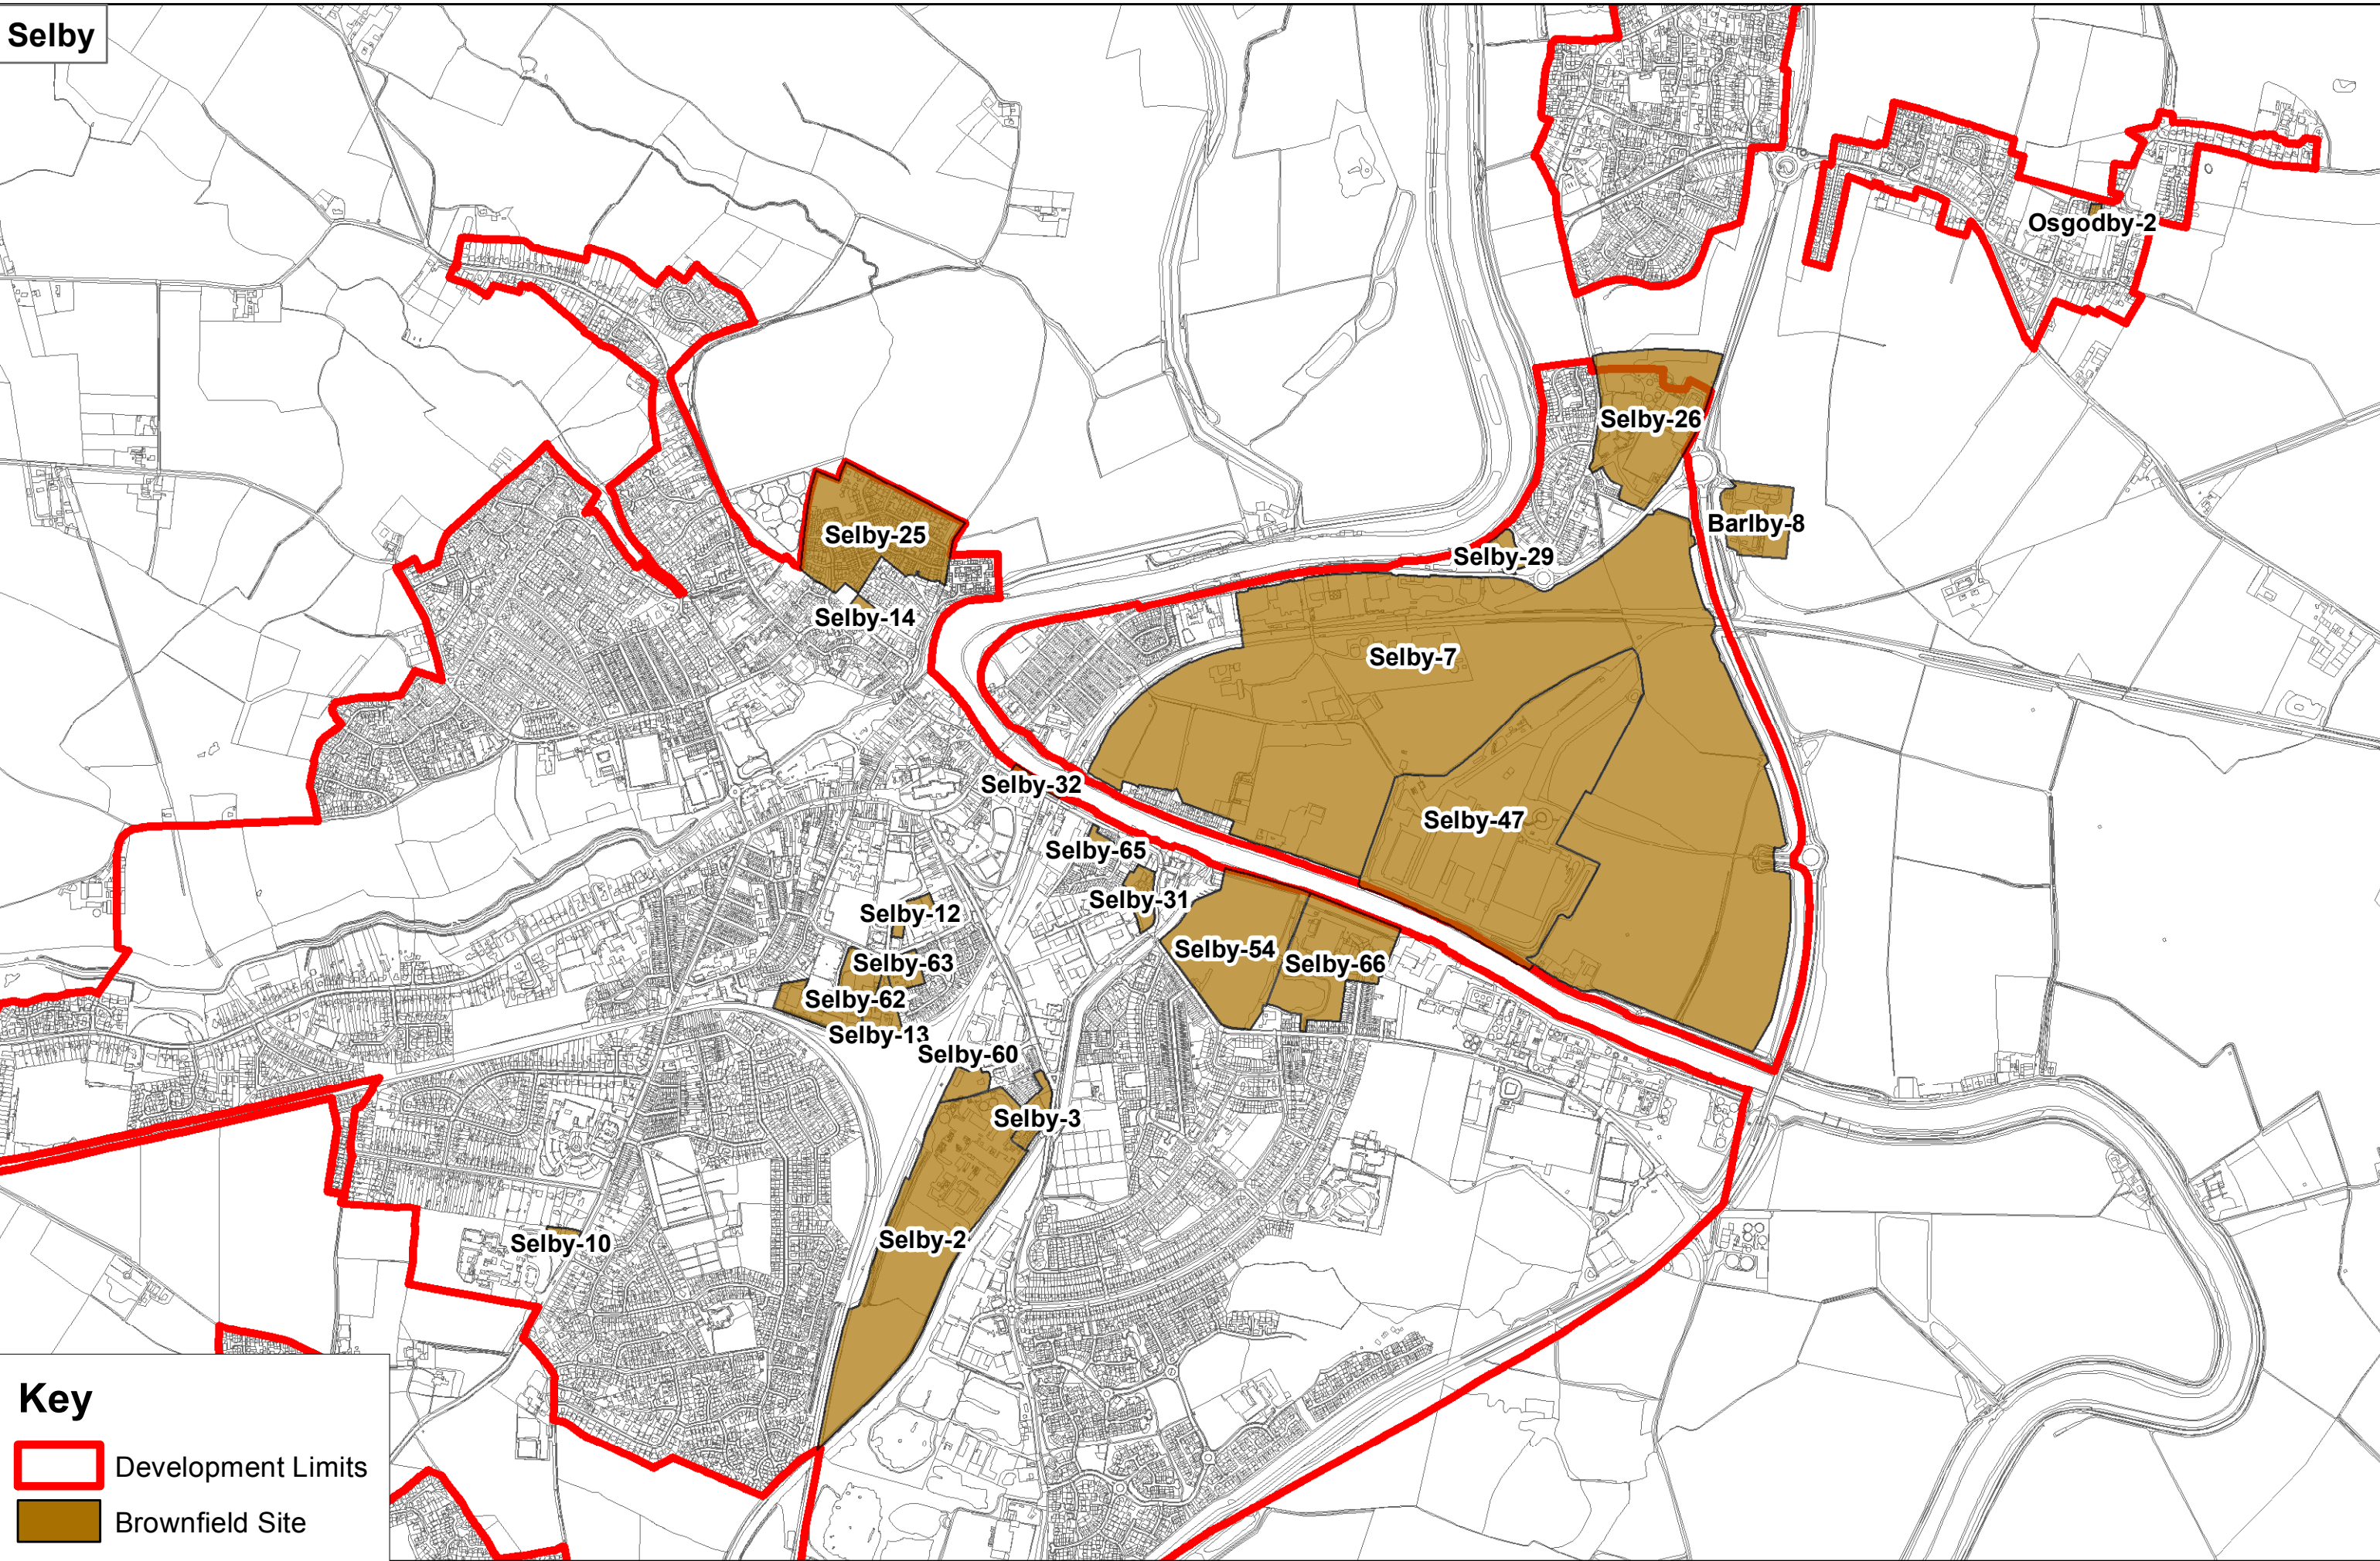 Selby
Osgodby-2
Selby-26
Barlby-8
Selby-25
Selby-29
Selby-14
Selby-7
Selby-32
Selby-47
Selby-65
Selby-31
Selby-12
Selby-54
Selby-63
Selby-66
Selby-62
Selby-13
Selby-60
Selby-3
Selby-2
Selby-10
Key
Development Limits
Brownfield Site